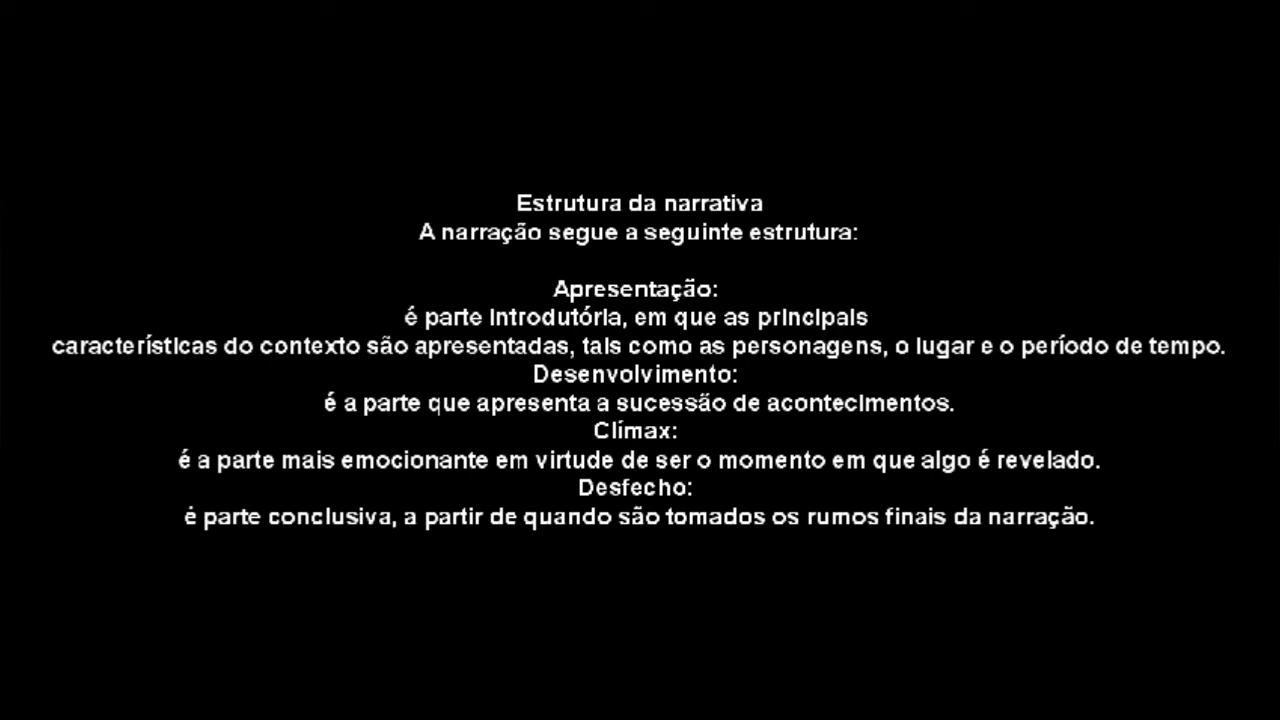 Estrutura da narrativa
A narração segue a seguinte estrutura:
Apresentação:
é parte introdutória, em que as principais
características do contexto são apresentadas, tais como as personagens, o lugar e o período de tempo.
Desenvolvimento:
é a parte que apresenta a sucessão de acontecimentos.
Clímax:
é a parte mais emocionante em virtude de ser o momento em que algo é revelado.
Desfecho:
é parte conclusiva, a partir de quando são tomados os rumos finais da narração.